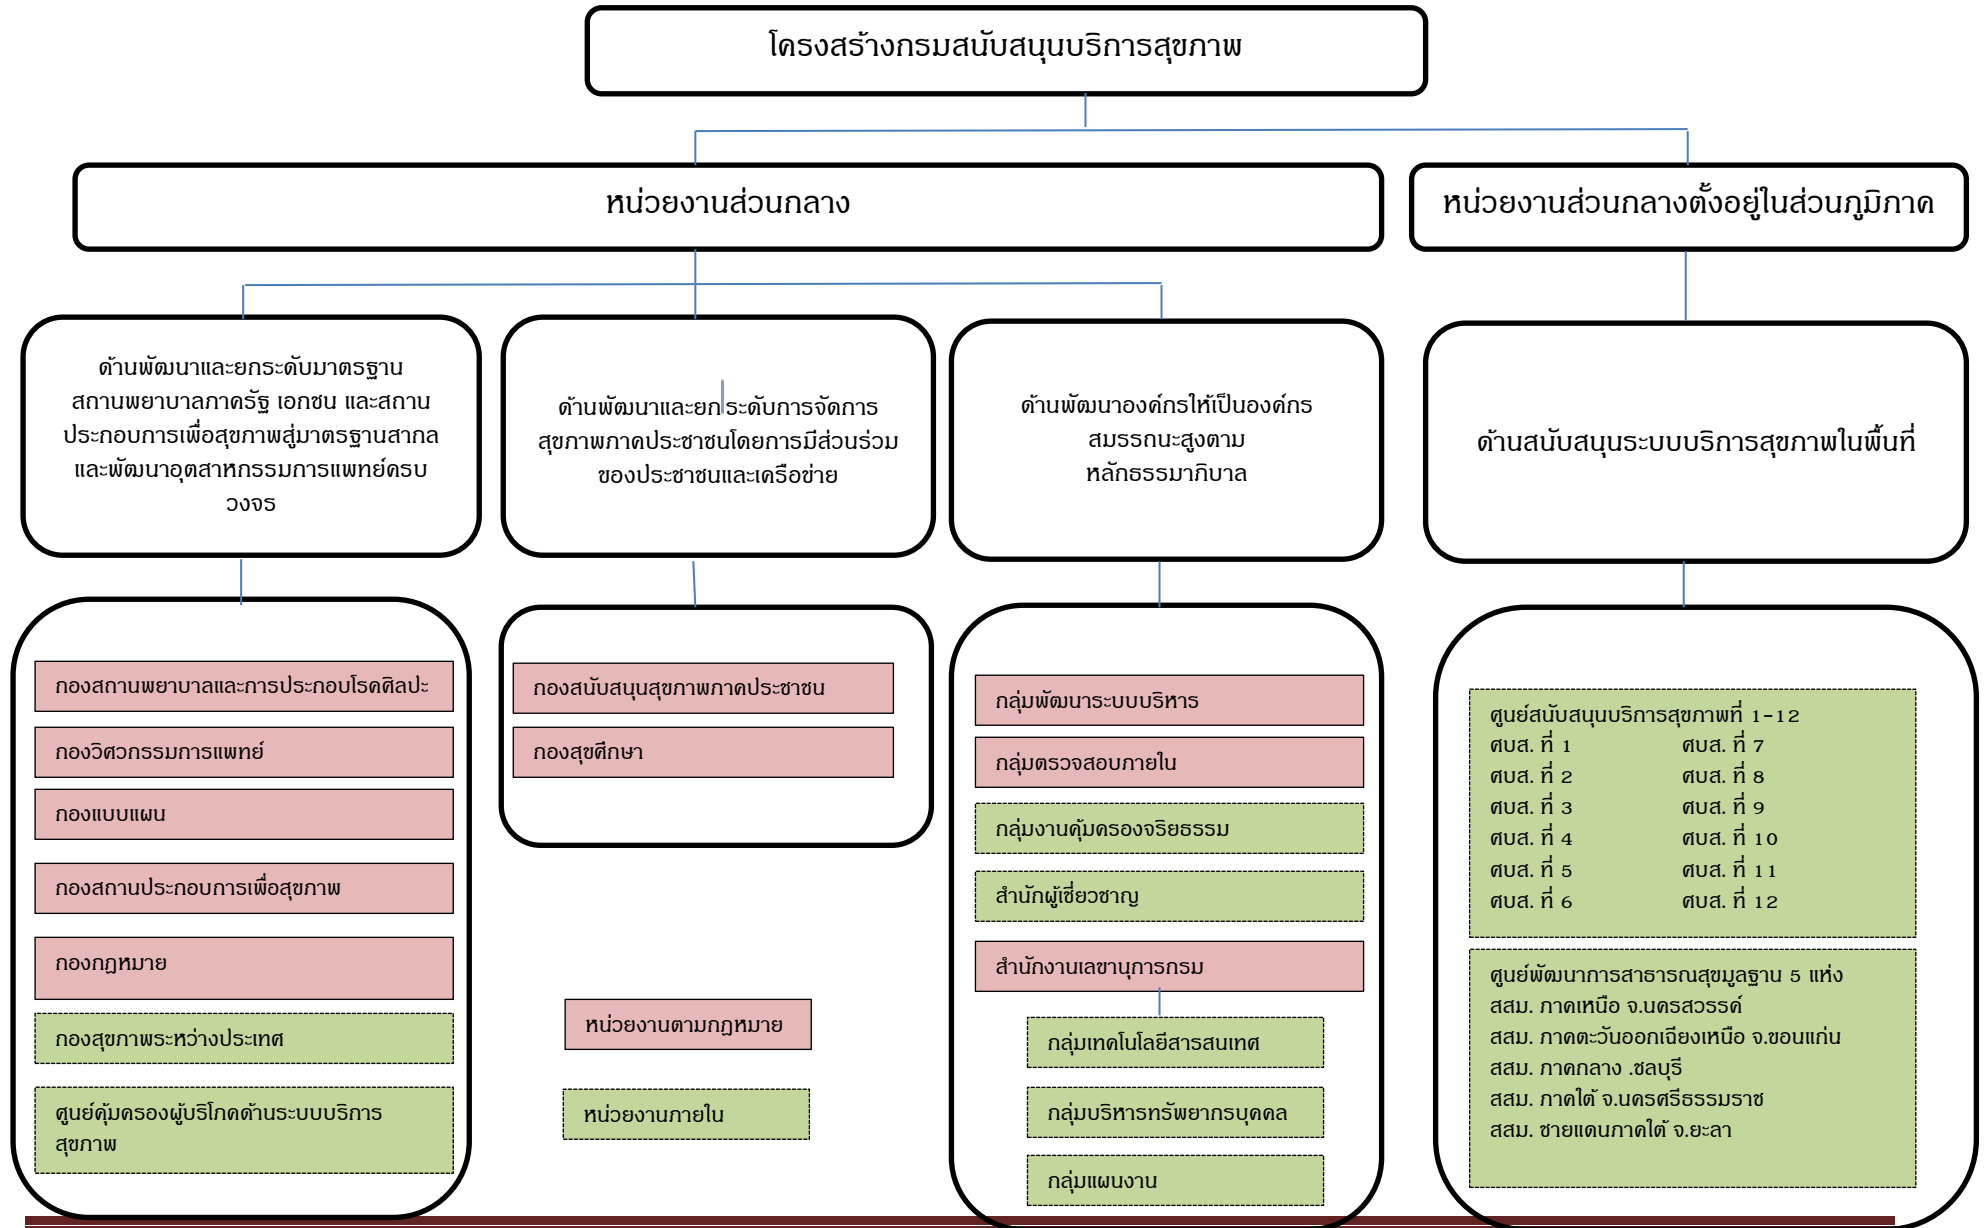 โครงสร้างกรมสนับสนุนบริการสุขภาพ
หน่วยงานส่วนกลาง
หน่วยงานส่วนกลางตั้งอยู่ในส่วนภูมิภาค
ด้านพัฒนาและยกระดับมาตรฐาน
สถานพยาบาลภาครัฐ เอกชน และสถาน
ประกอบการเพื่อสุขภาพสู่มาตรฐานสากล
และพัฒนาอุตสาหกรรมการแพทย์ครบ
วงจร
ด้านพัฒนาและยกระดับการจัดการ
สุขภาพภาคประชาชนโดยการมีส่วนร่วม
ของประชาชนและเครือข่าย
ด้านพัฒนาองค์กรให้เป็นองค์กร
สมรรถนะสูงตาม
หลักธรรมาภิบาล
ด้านสนับสนุนระบบบริการสุขภาพในพื้นที่
กองสถานพยาบาลและการประกอบโรคศิลปะ
กองวิศวกรรมการแพทย์
กองแบบแผน
กองสถานประกอบการเพื่อสุขภาพ
กองกฎหมาย
กองสุขภาพระหว่างประเทศ
ศูนย์คุ้มครองผู้บริโภคด้านระบบบริการ
สุขภาพ
กองสนับสนุนสุขภาพภาคประชาชน
กองสุขศึกษา
หน่วยงานตามกฎหมาย
หน่วยงานภายใน
กลุ่มพัฒนาระบบบริหาร
กลุ่มตรวจสอบภายใน
กลุ่มงานคุ้มครองจริยธรรม
สำนักผู้เชี่ยวชาญ
สำนักงานเลขานุการกรม
กลุ่มเทคโนโลยีสารสนเทศ
กลุ่มบริหารทรัพยากรบุคคล
กลุ่มแผนงาน
ศูนย์สนับสนุนบริการสุขภาพที่ 1-12
ศบส. ที่ 1 ศบส. ที่ 7
ศบส. ที่ 2 ศบส. ที่ 8
ศบส. ที่ 3 ศบส. ที่ 9
ศบส. ที่ 4 ศบส. ที่ 10
ศบส. ที่ 5 ศบส. ที่ 11
ศบส. ที่ 6 ศบส. ที่ 12
ศูนย์พัฒนาการสาธารณสุขมูลฐาน 5 แห่ง
สสม. ภาคเหนือ จ.นครสวรรค์
สสม. ภาคตะวันออกเฉียงเหนือ จ.ขอนแก่น
สสม. ภาคกลาง .ชลบุรี
สสม. ภาคใต้ จ.นครศรีธรรมราช
สสม. ชายแดนภาคใต้ จ.ยะลา